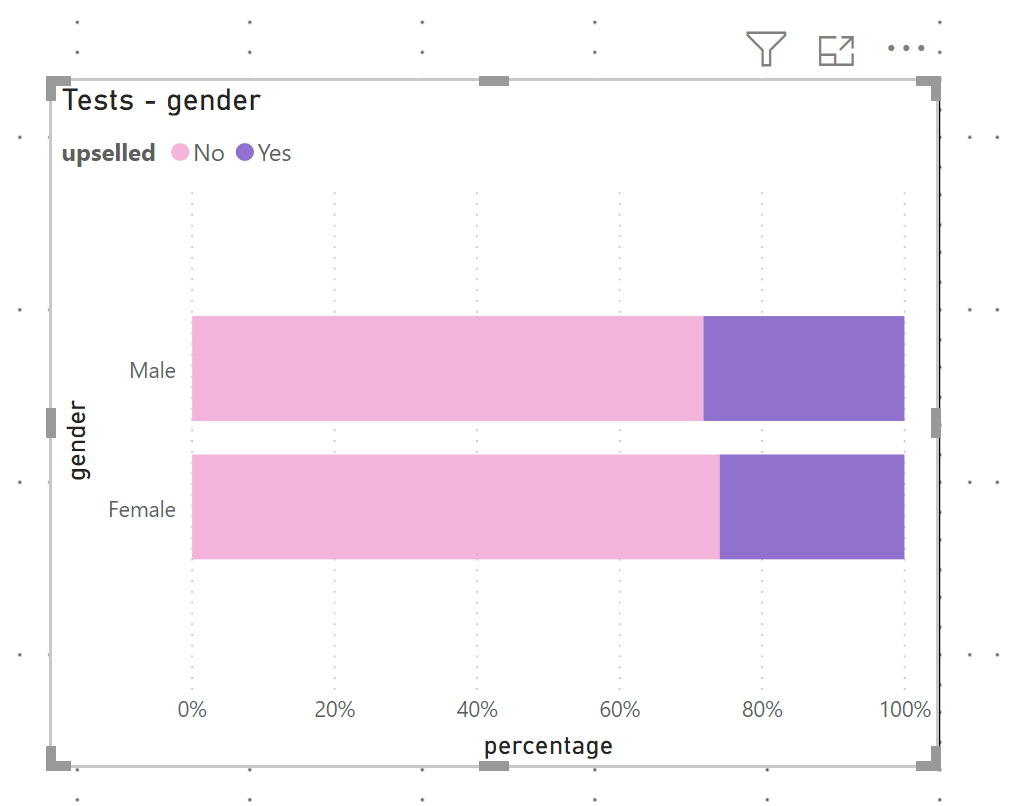 Tests - gender
upselled No Yes
Male
gender
Female
0% 20% 40% 60% 80% 100%
percentage